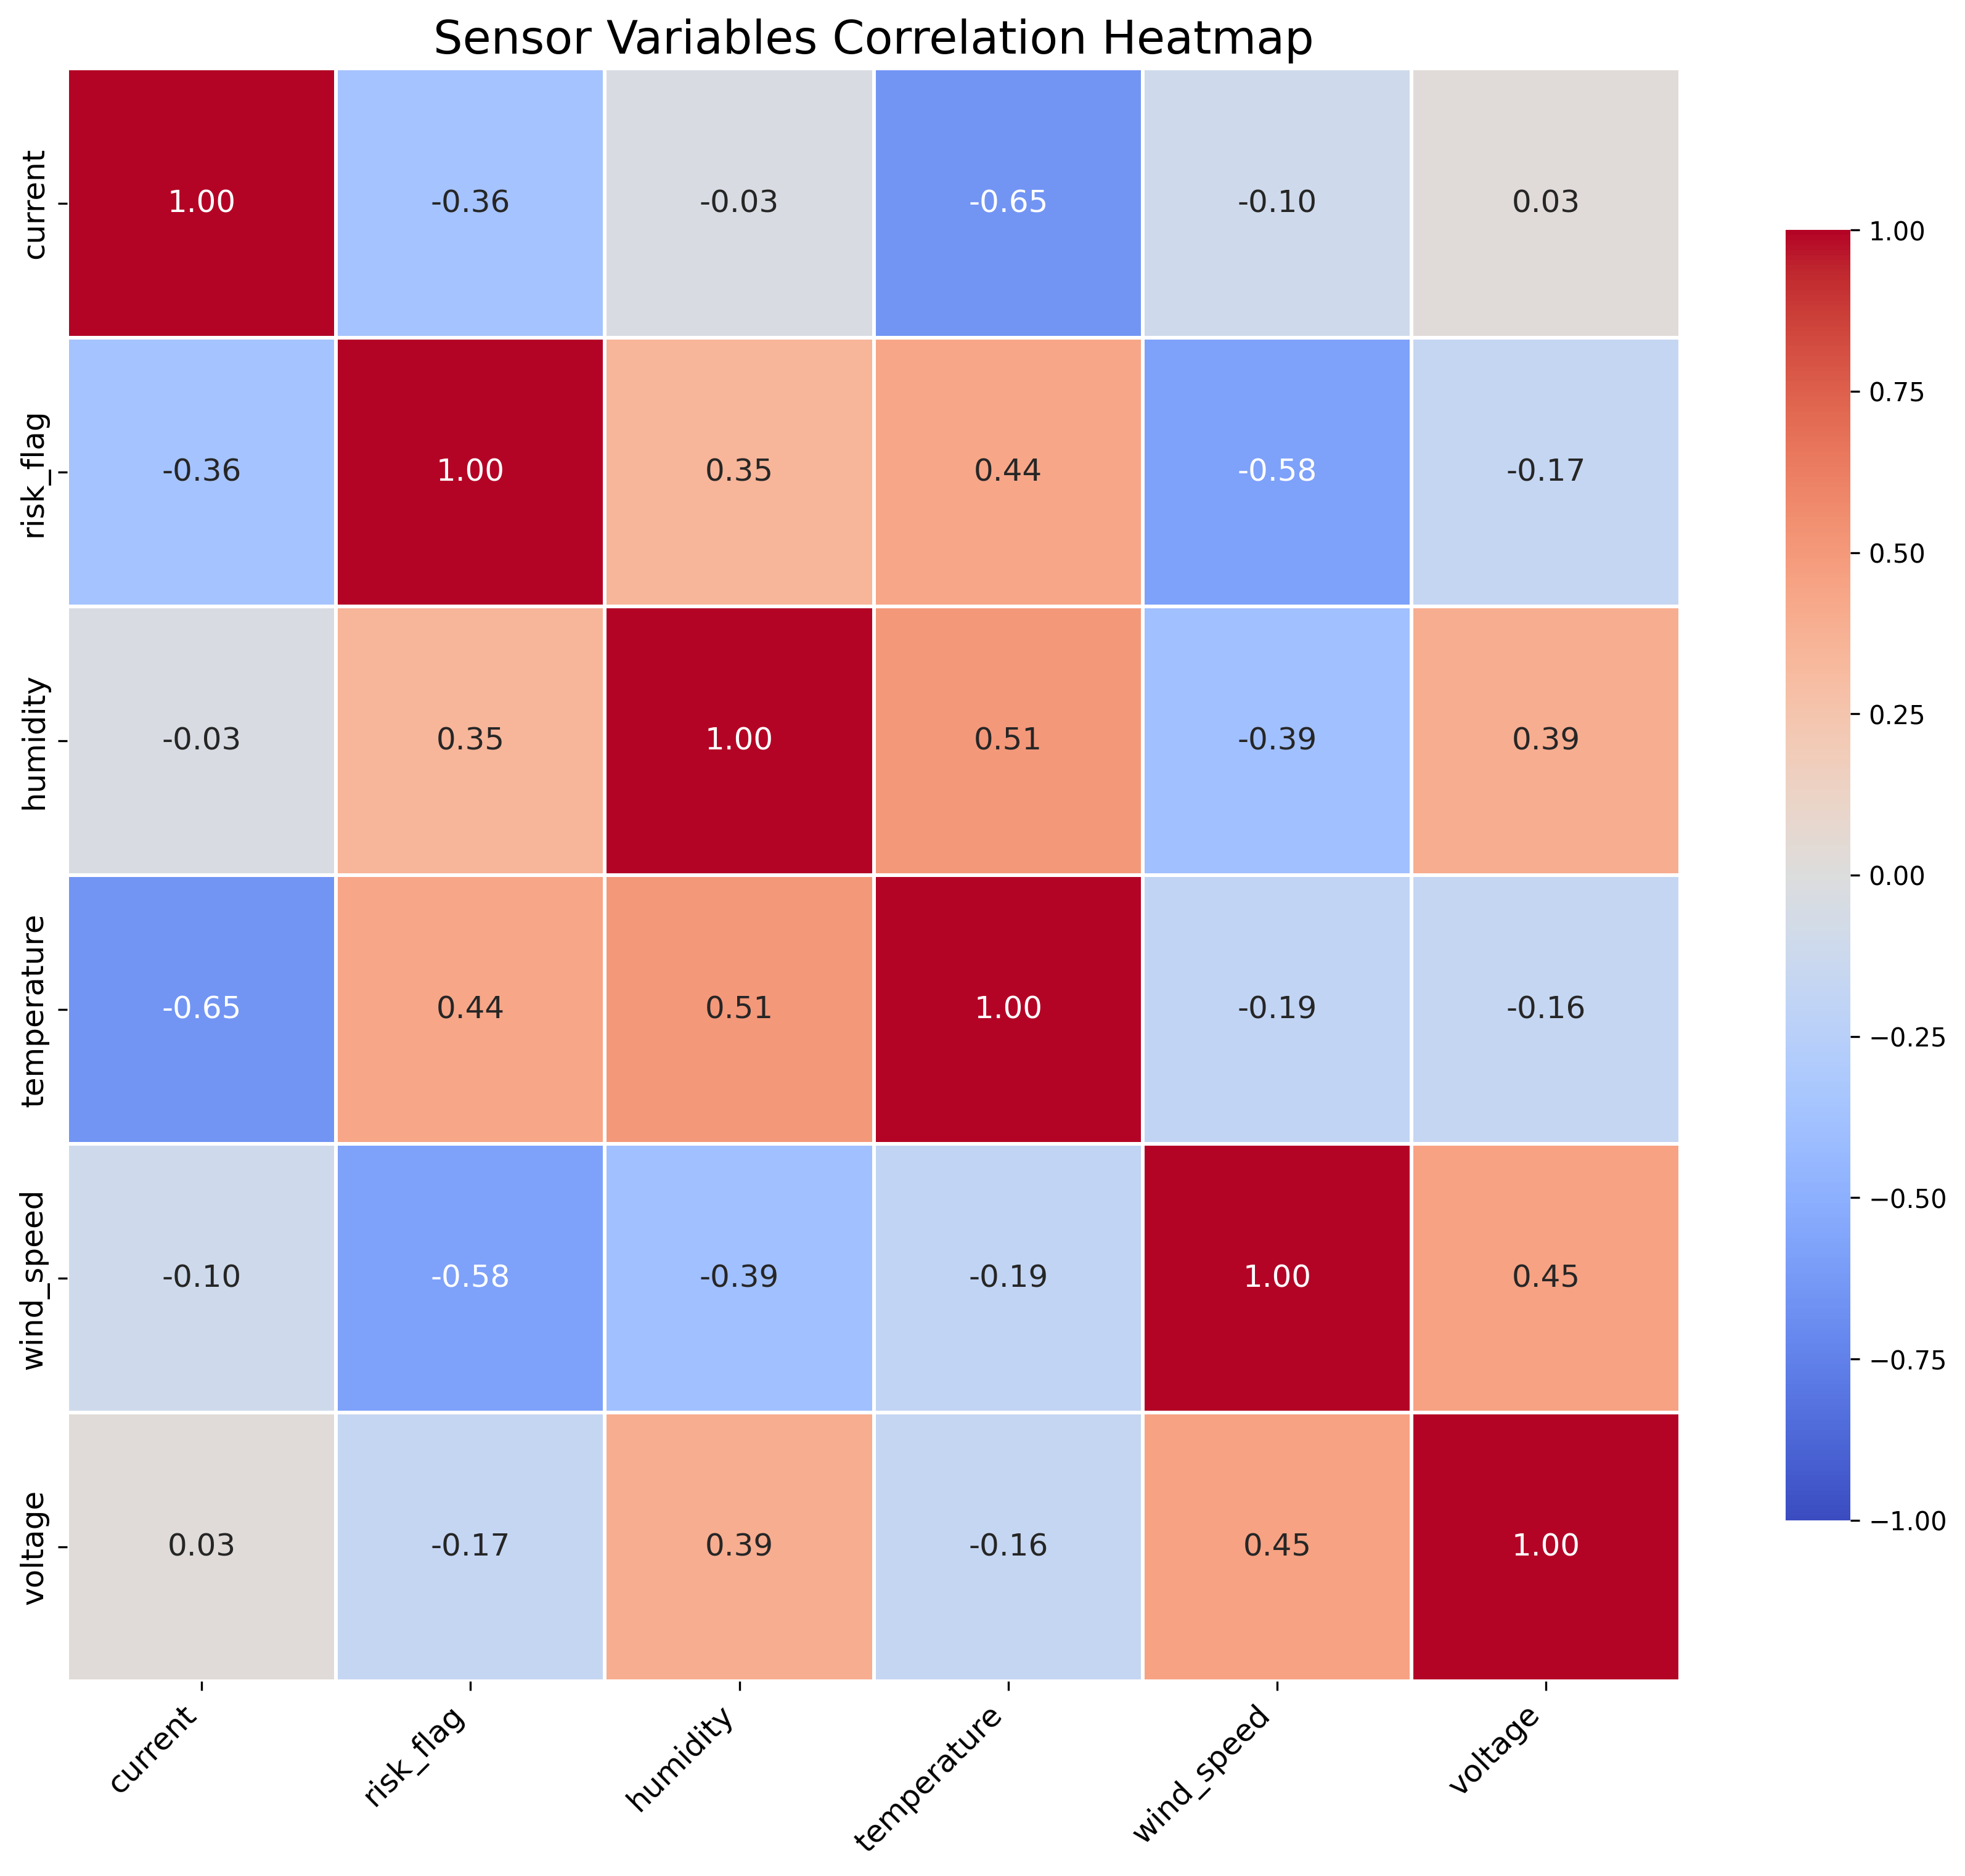 Sensor Variables Correlation Heatmap
current
1.00 -0.36 -0.03 -0.65 -0.10 0.03
risk_flag
-0.36 1.00 0.35 0.44 -0.58 -0.17
humidity
-0.03 0.35 1.00 0.51 -0.39 0.39
temperature
-0.65 0.44 0.51 1.00 -0.19 -0.16
wind_speed
-0.10 -0.58 -0.39 -0.19 1.00 0.45
voltage
0.03 -0.17 0.39 -0.16 0.45 1.00
current risk_flag humidity temperature wind_speed voltage
1.00
0.75
0.50
0.25
0.00
−0.25
−0.50
−0.75
−1.00